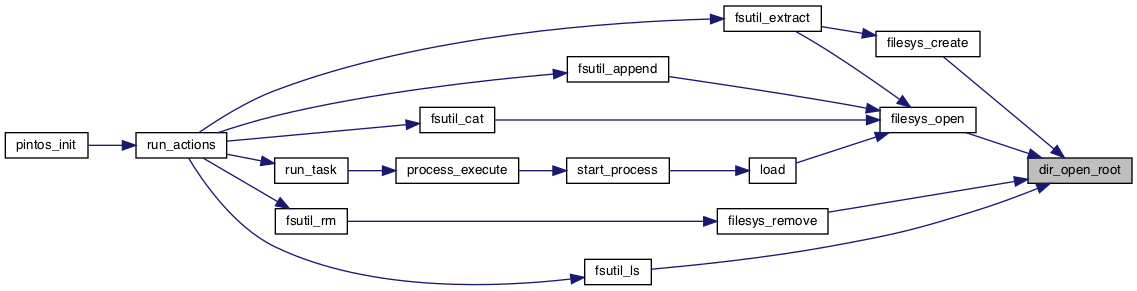 fsutil_extract
filesys_create
fsutil_append
fsutil_cat
filesys_open
pintos_init
run_actions
run_task
process_execute
start_process
load
dir_open_root
fsutil_rm
filesys_remove
fsutil_ls